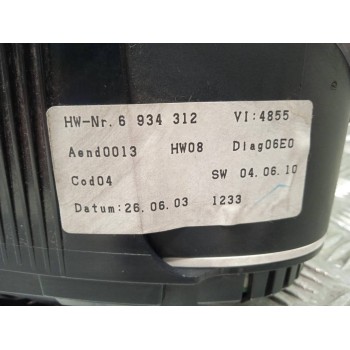 HW-Nr. 6 934 312 VI:4855
Aend0013 HW08 Diag06E0
Cod04 SW 04.06.10
Datum:26.06.03 1233